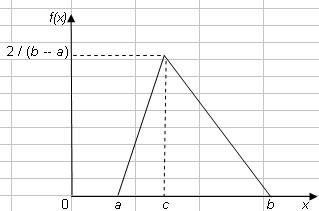 f(x)
2 / (b -- a)
0 a c b x